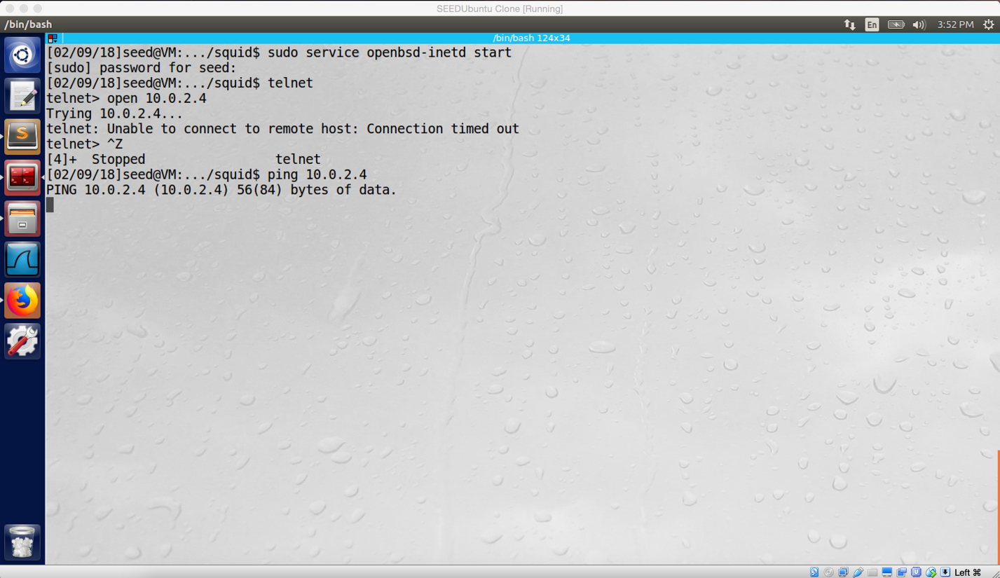 SEEDUbuntu Clone [Running]
/bin/bash
En
3:52 PM
/bin/bash 124x34
[02/09/18]seed@VM:.../squid$ sudo service openbsd-inetd start
[sudo] password for seed:
[02/09/18]seed@VM:.../squid$ telnet
telnet> open 10.0.2.4
Trying 10.0.2.4...
telnet: Unable to connect to remote host: Connection timed out
telnet> ^Z
[4]+  Stopped                 telnet
[02/09/18]seed@VM:.../squid$ ping 10.0.2.4
PING 10.0.2.4 (10.0.2.4) 56(84) bytes of data.
Left ⌘